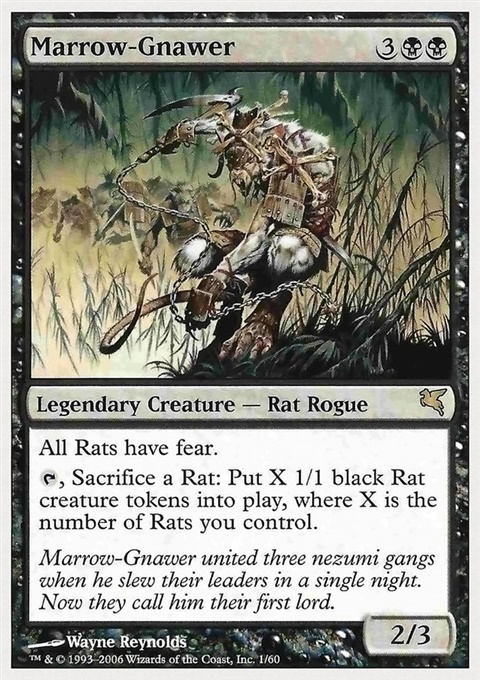 Marrow-Gnawer 3
Legendary Creature — Rat Rogue
All Rats have fear.
, Sacrifice a Rat: Put X 1/1 black Rat
creature tokens into play, where X is the
number of Rats you control.
Marrow-Gnawer united three nezumi gangs
when he slew their leaders in a single night.
Now they call him their first lord.
Wayne Reynolds
2/3
™ & © 1993–2006 Wizards of the Coast, Inc. 1/60